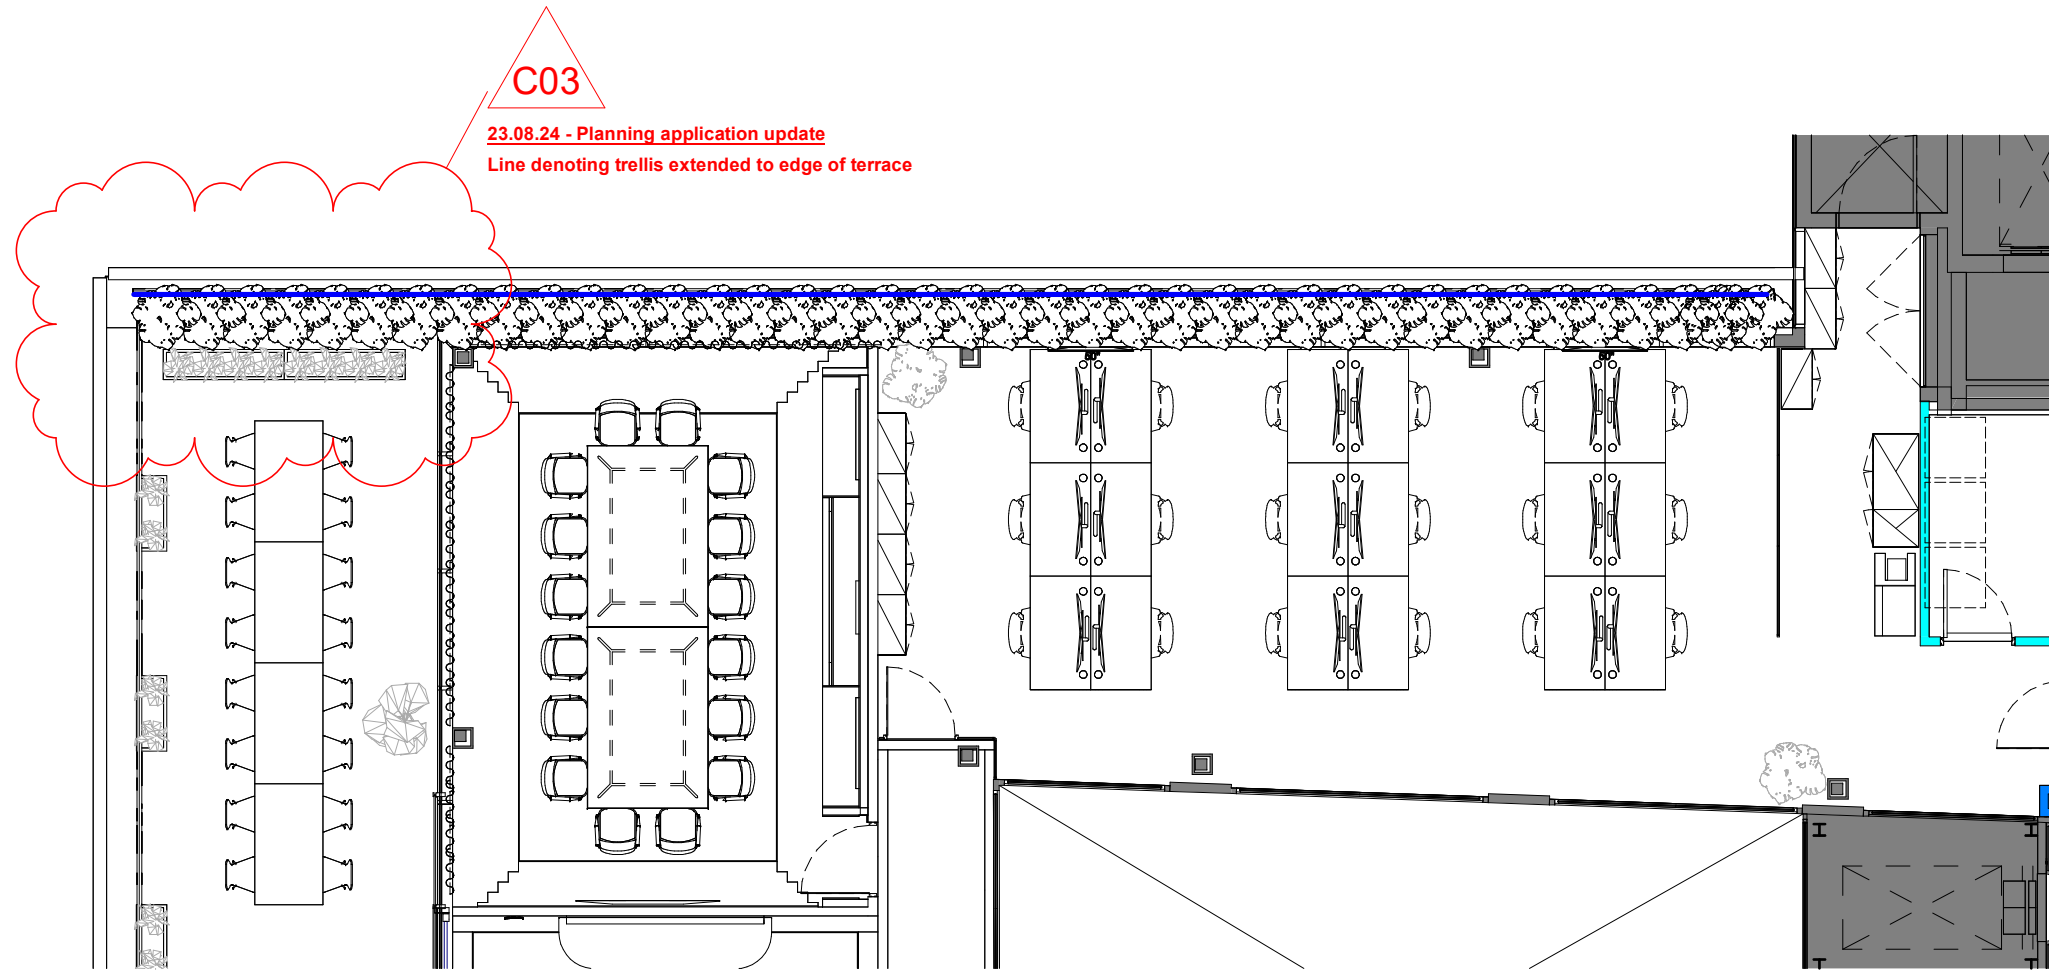 C03
23.08.24 - Planning application update
Line denoting trellis extended to edge of terrace